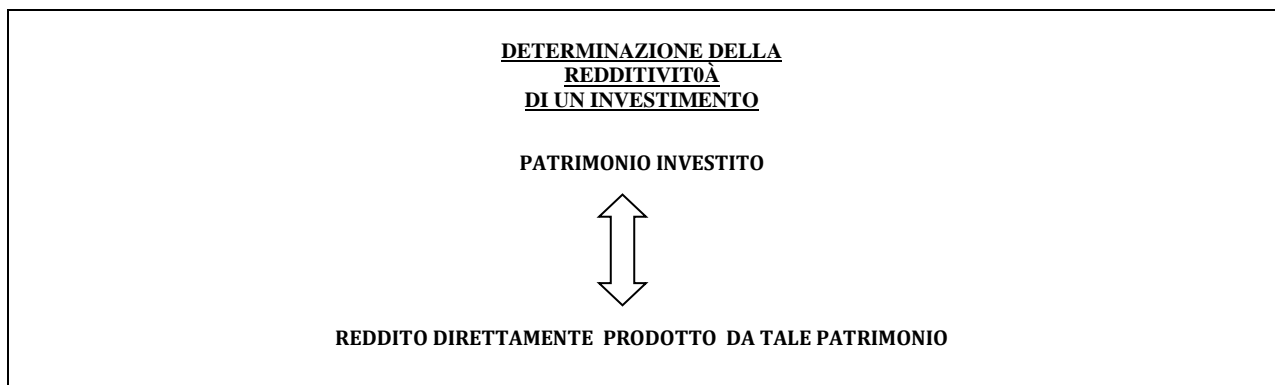 DETERMINAZIONE DELLA
REDDITIVIT0À
DI UN INVESTIMENTO
PATRIMONIO INVESTITO
REDDITO DIRETTAMENTE PRODOTTO DA TALE PATRIMONIO